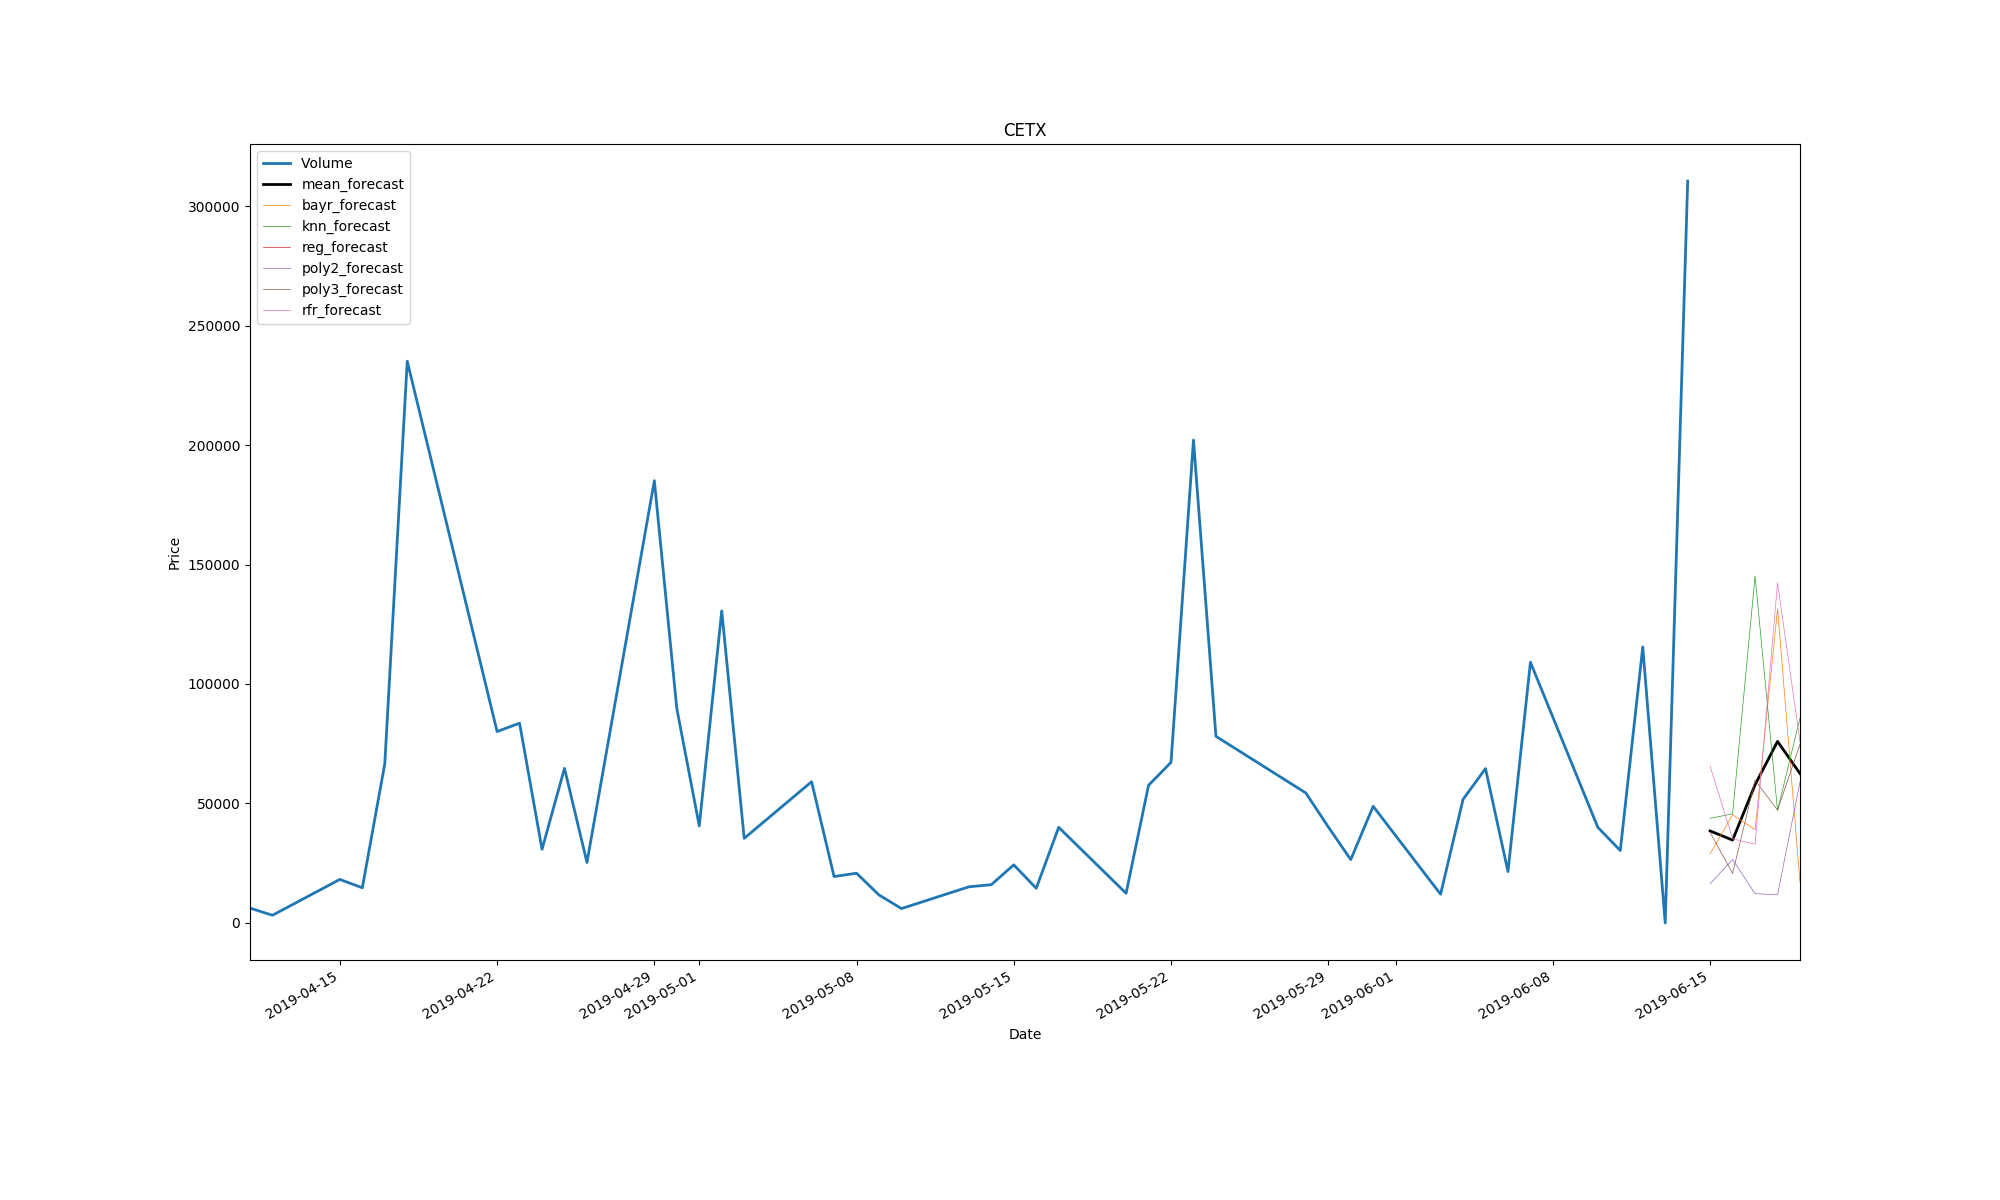 CETX
Volume
mean_forecast
bayr_forecast
knn_forecast
reg_forecast
poly2_forecast
poly3_forecast
rfr_forecast
Price
300000
250000
200000
150000
100000
50000
0
2019-04-15
2019-04-22
2019-04-29
2019-05-01
2019-05-08
2019-05-15
2019-05-22
2019-05-29
2019-06-01
2019-06-08
2019-06-15
Date